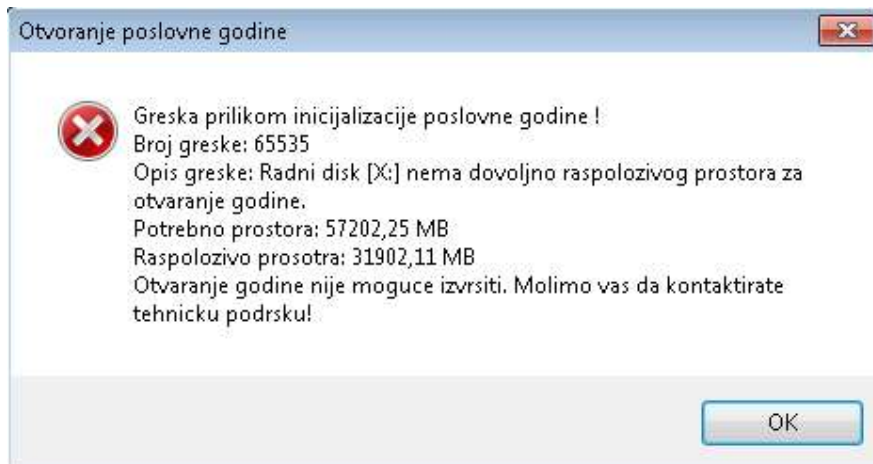 Otvoranje poslovne godine
Greska prilikom inicijalizacije poslovne godine !
Broj greske: 65535
Opis greske: Radni disk [X:] nema dovoljno raspolozivog prostora za
otvaranje godine.
Potrebno prostora: 57202,25 MB
Raspolozivo prosotra: 31902,11 MB
Otvaranje godine nije moguce izvrsiti. Molimo vas da kontaktirate
tehnicku podrsku!
OK